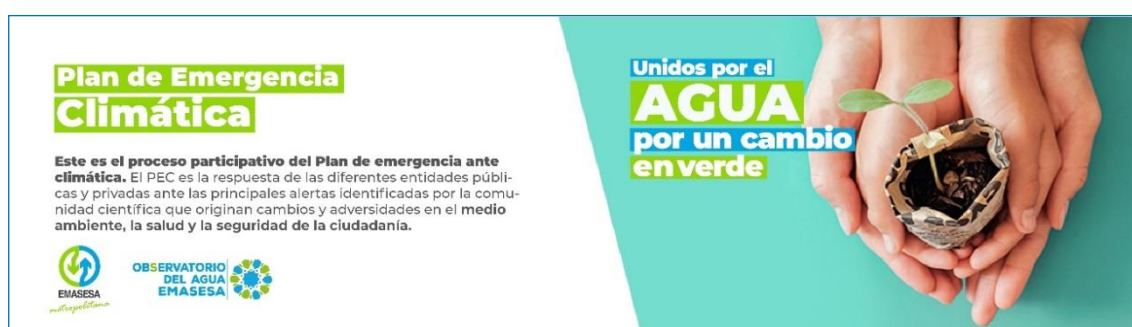 Plan de Emergencia
Climática
Este es el proceso participativo del Plan de emergencia ante
climática. El PEC es la respuesta de las diferentes entidades públi-
cas y privadas ante las principales alertas identificadas por la comu-
nidad científica que originan cambios y adversidades en el medio
ambiente, la salud y la seguridad de la ciudadanía.
EMASESA
metropolitana
OBSERVATORIO
DEL AGUA
EMASESA
Unidos por el
AGUA
por un cambio
en verde